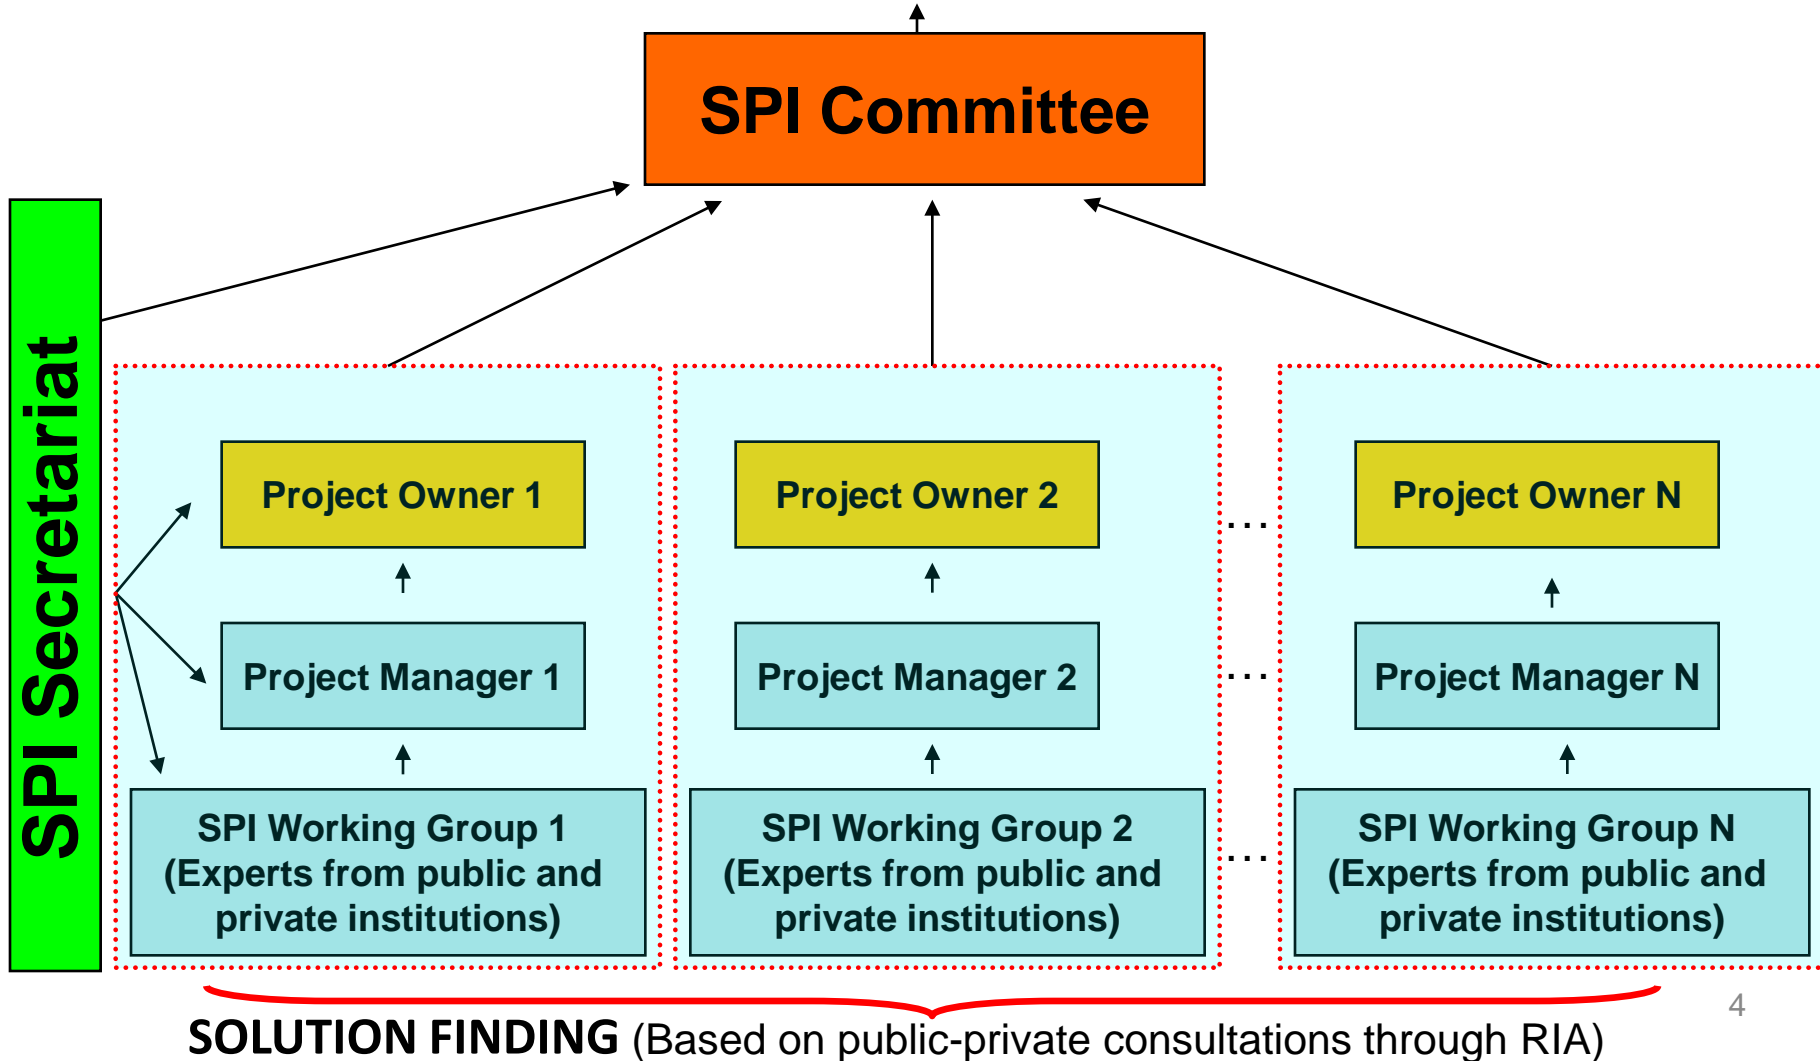 SPI Committee
SPI Secretariat
Project Owner 1
Project Owner 2
...
Project Owner N
Project Manager 1
Project Manager 2
...
Project Manager N
SPI Working Group 1
(Experts from public and
private institutions)
SPI Working Group 2
(Experts from public and
private institutions)
...
SPI Working Group N
(Experts from public and
private institutions)
4
SOLUTION FINDING (Based on public-private consultations through RIA)